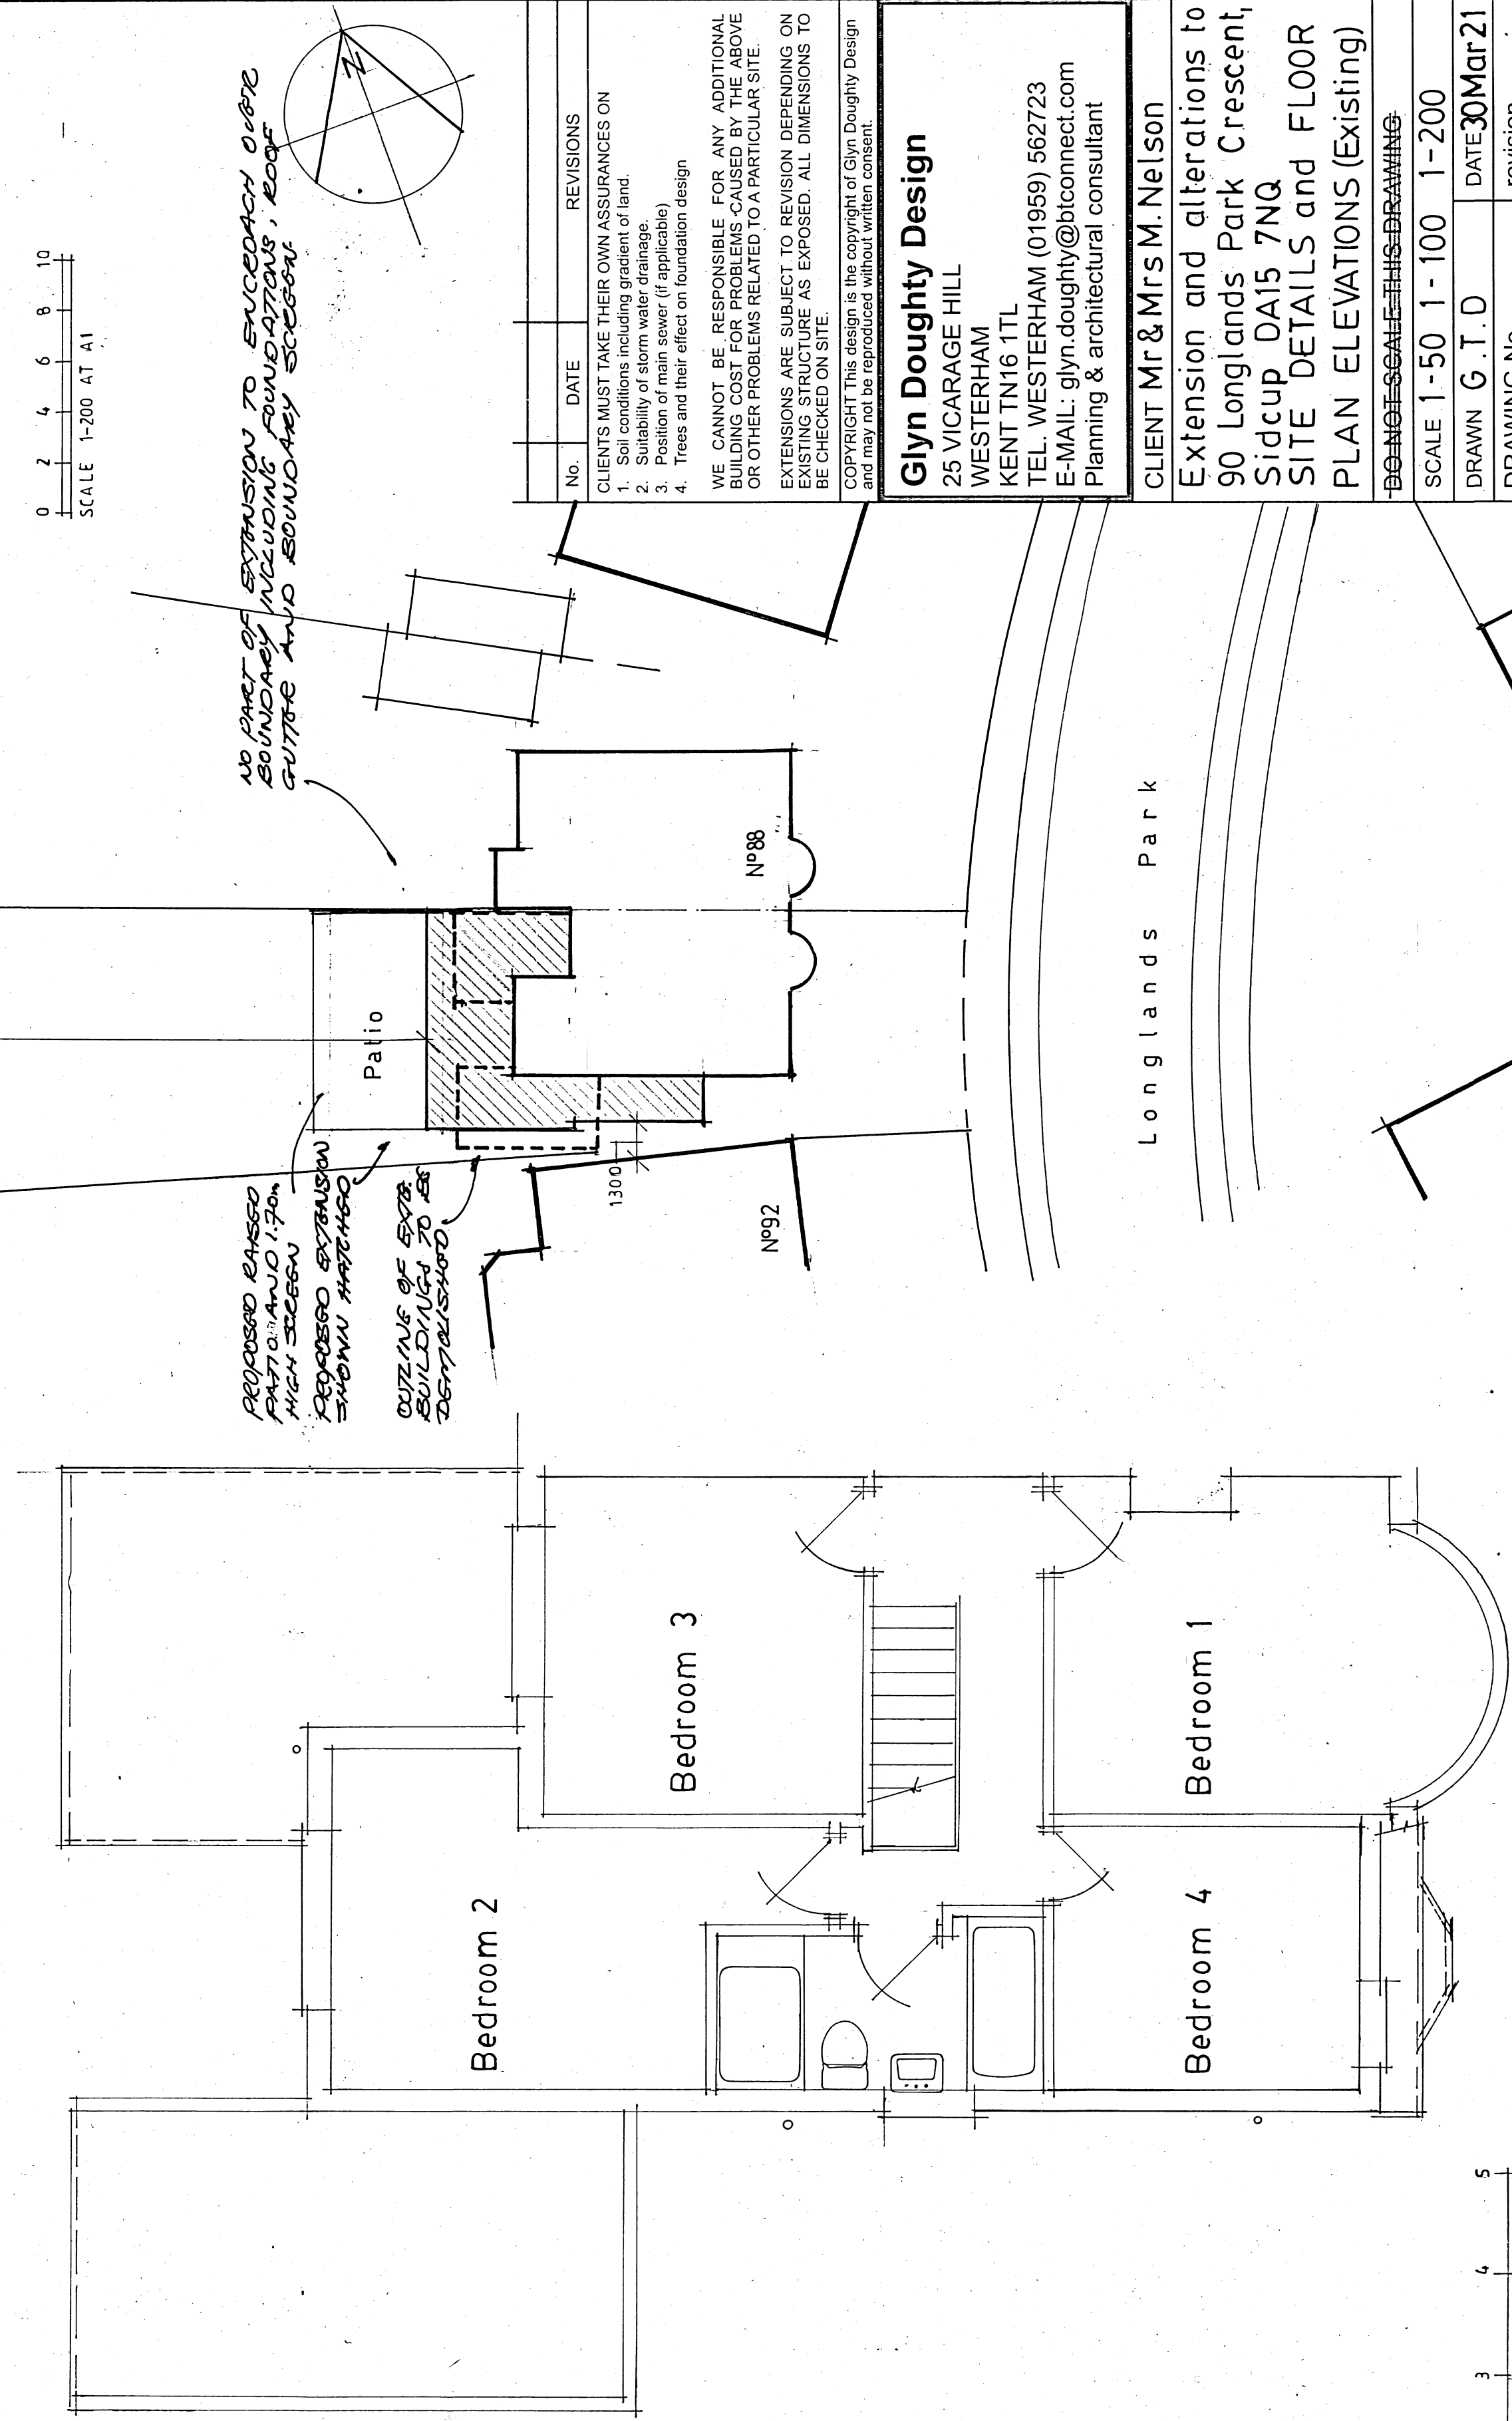 0 2 4 6 8 10
SCALE 1-200 AT A1
NO PART OF EXTENSION TO ENCROACH OVER
BOUNDARY INCLUDING FOUNDATIONS, ROOF
GUTTER AND BOUNDARY SCREEN.
N
PROPOSED RAISED
PATIO AND 1.70m
HIGH SCREEN
PROPOSED EXTENSION
SHOWN HATCHED
OUTLINE OF EXTG.
BUILDINGS TO BE
DEMOLISHED.
Patio
1300
Nº88
Nº92
Longlands Park
Bedroom 3
Bedroom 2
Bedroom 1
Bedroom 4
3 4 5
No. DATE REVISIONS
CLIENTS MUST TAKE THEIR OWN ASSURANCES ON
1. Soil conditions including gradient of land.
2. Suitability of storm water drainage.
3. Position of main sewer (if applicable)
4. Trees and their effect on foundation design
WE CANNOT BE RESPONSIBLE FOR ANY ADDITIONAL
BUILDING COST FOR PROBLEMS CAUSED BY THE ABOVE
OR OTHER PROBLEMS RELATED TO A PARTICULAR SITE.
EXTENSIONS ARE SUBJECT TO REVISION DEPENDING ON
EXISTING STRUCTURE AS EXPOSED. ALL DIMENSIONS TO
BE CHECKED ON SITE.
COPYRIGHT This design is the copyright of Glyn Doughty Design
and may not be reproduced without written consent.
Glyn Doughty Design
25 VICARAGE HILL
WESTERHAM
KENT TN16 1TL
TEL. WESTERHAM (01959) 562723
E-MAIL: glyn.doughty@btconnect.com
Planning & architectural consultant
CLIENT Mr & Mrs M. Nelson
Extension and alterations to
90 Longlands Park Crescent,
Sidcup DA15 7NQ
SITE DETAILS and FLOOR
PLAN ELEVATIONS (Existing)
DO NOT SCALE THIS DRAWING
SCALE 1-50 1-100 1-200
DRAWN G.T.D DATE 30Mar21
DRAWING No. revision